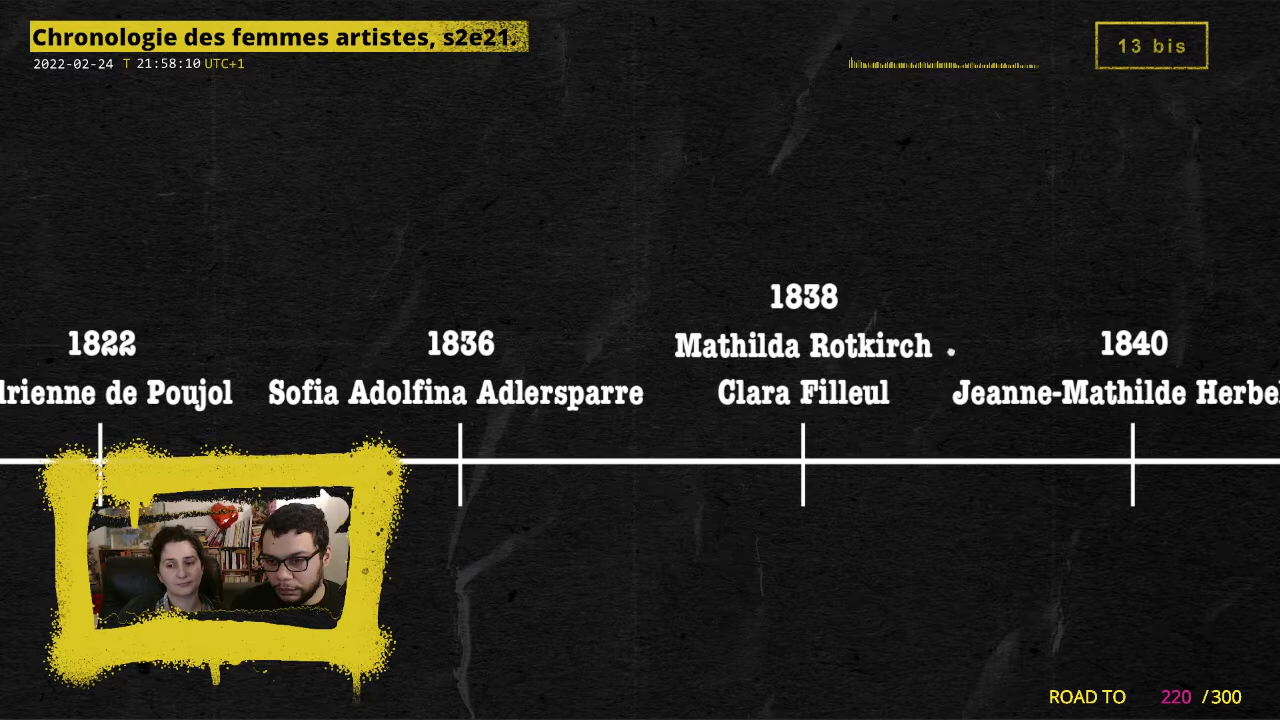 Chronologie des femmes artistes, s2e21.
2022-02-24 T 21:58:10 UTC+1
13 bis
1822
drienne de Poujol
1836
Sofia Adolfina Adlersparre
1838
Mathilda Rotkirch .
Clara Filleul
1840
Jeanne-Mathilde Herbe
ROAD TO 220 /300